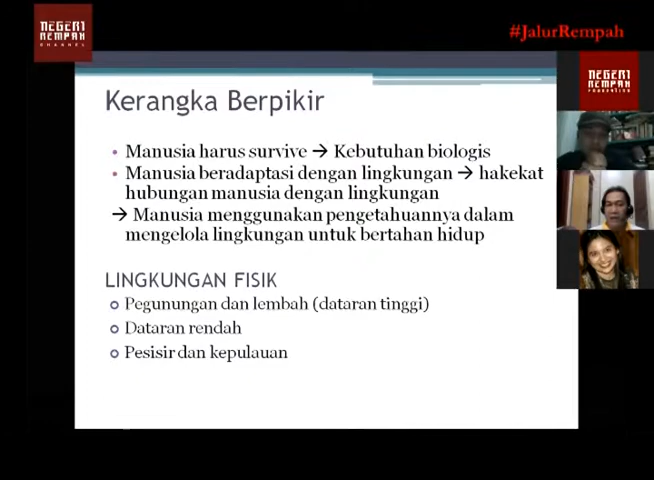 NEGERI
REMPAH
CHANNEL
#JalurRempah
NEGERI
REMPAH
FOUNDATION
Kerangka Berpikir
• Manusia harus survive → Kebutuhan biologis
• Manusia beradaptasi dengan lingkungan → hakekat
hubungan manusia dengan lingkungan
→ Manusia menggunakan pengetahuannya dalam
mengelola lingkungan untuk bertahan hidup
LINGKUNGAN FISIK
Pegunungan dan lembah (dataran tinggi)
Dataran rendah
Pesisir dan kepulauan